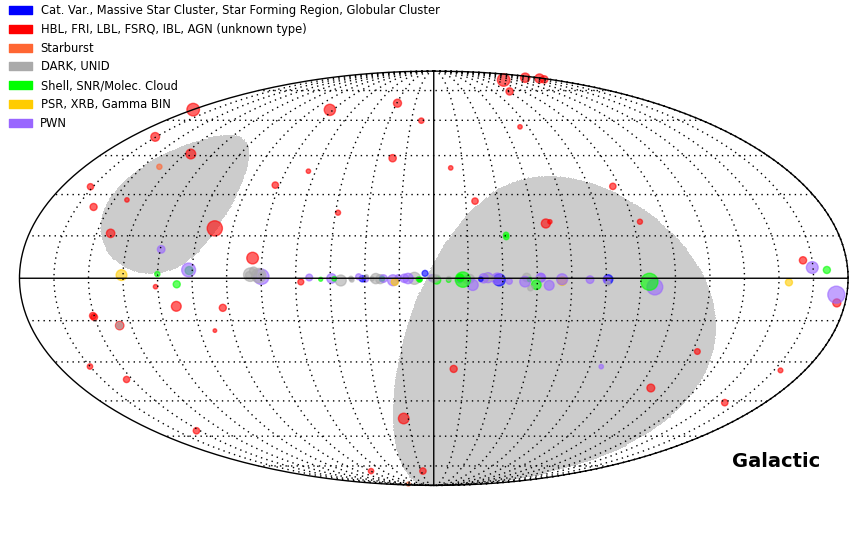 Cat. Var., Massive Star Cluster, Star Forming Region, Globular Cluster
HBL, FRI, LBL, FSRQ, IBL, AGN (unknown type)
Starburst
DARK, UNID
Shell, SNR/Molec. Cloud
PSR, XRB, Gamma BIN
PWN
Galactic